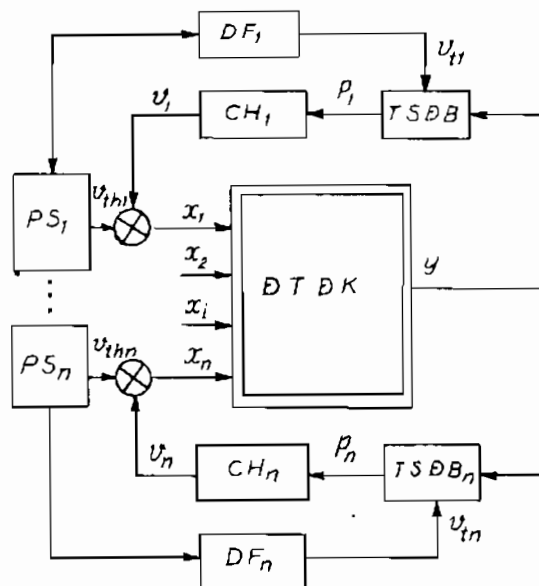 DF₁
υt1
υ₁
CH₁
P₁
TSĐB
υth1
PS₁
x₁
x₂
ĐTĐK
y
xi
υthn
PSn
xn
υn
CHn
Pn
TSĐBn
υtn
DFn